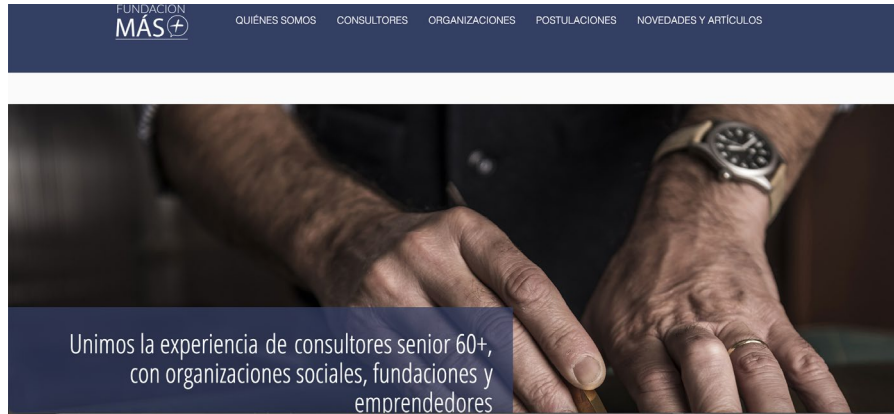 FUNDACION
MÁS+
QUIÉNES SOMOS
CONSULTORES
ORGANIZACIONES
POSTULACIONES
NOVEDADES Y ARTÍCULOS
Unimos la experiencia de consultores senior 60+,
con organizaciones sociales, fundaciones y
emprendedores